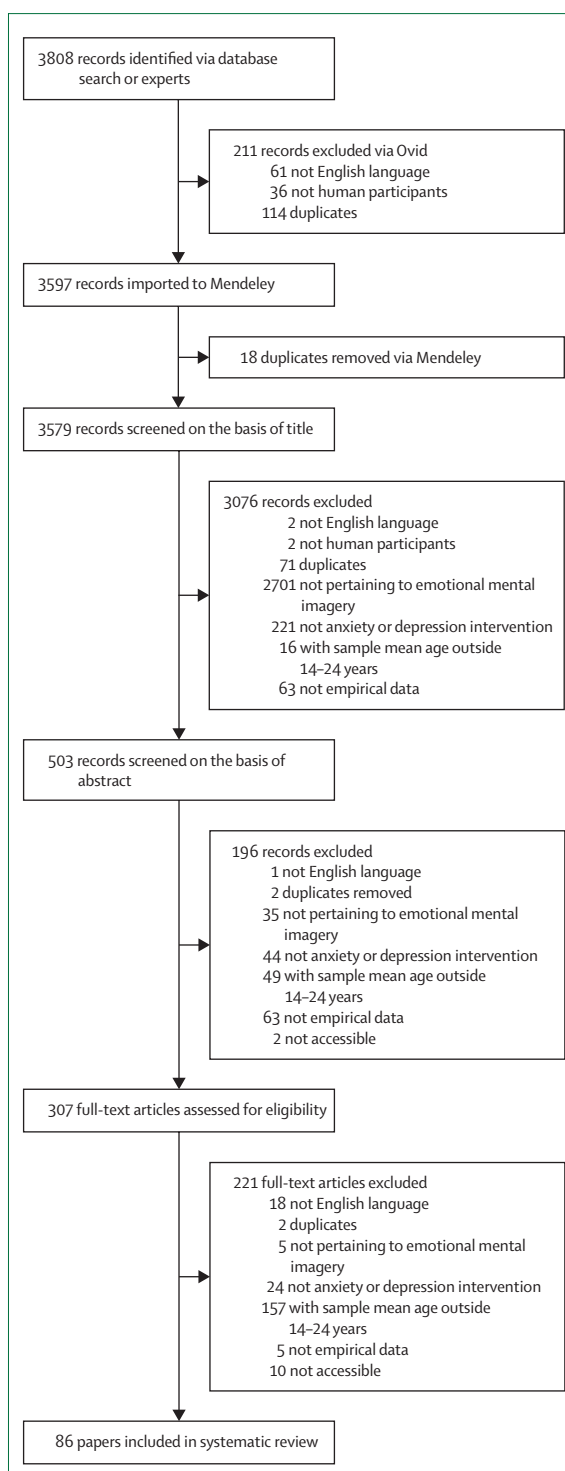 3808 records identified via database
search or experts
211 records excluded via Ovid
61 not English language
36 not human participants
114 duplicates
3597 records imported to Mendeley
18 duplicates removed via Mendeley
3579 records screened on the basis of title
3076 records excluded
2 not English language
2 not human participants
71 duplicates
2701 not pertaining to emotional mental
imagery
221 not anxiety or depression intervention
16 with sample mean age outside
14–24 years
63 not empirical data
503 records screened on the basis of
abstract
196 records excluded
1 not English language
2 duplicates removed
35 not pertaining to emotional mental
imagery
44 not anxiety or depression intervention
49 with sample mean age outside
14–24 years
63 not empirical data
2 not accessible
307 full-text articles assessed for eligibility
221 full-text articles excluded
18 not English language
2 duplicates
5 not pertaining to emotional mental
imagery
24 not anxiety or depression intervention
157 with sample mean age outside
14–24 years
5 not empirical data
10 not accessible
86 papers included in systematic review